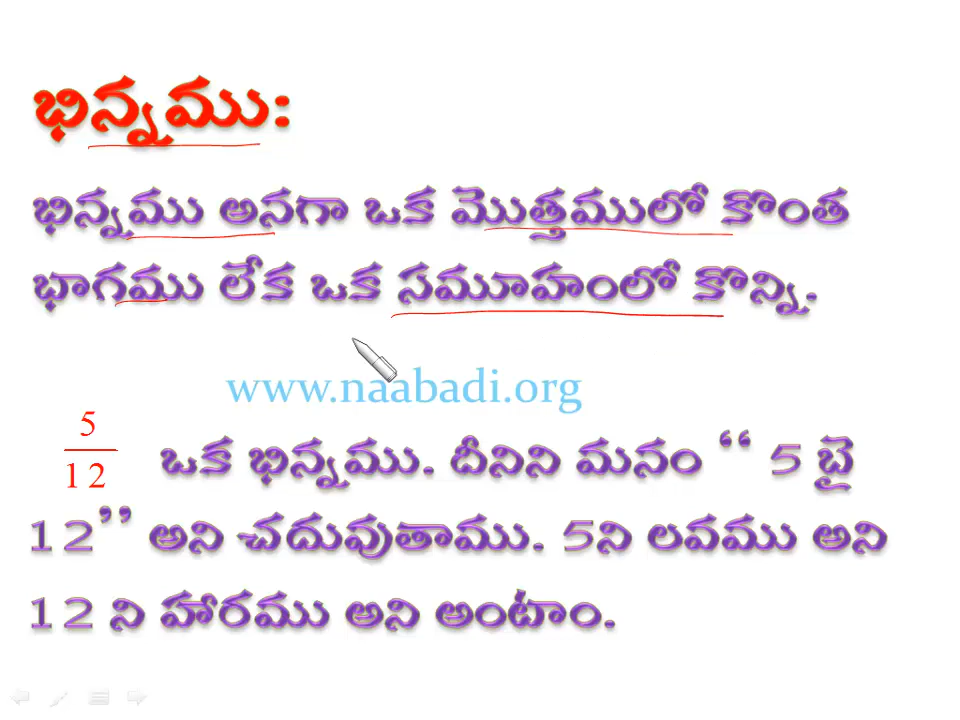 భిన్నము:
భిన్నము అనగా ఒక మొత్తములో కొంత
భాగము లేక ఒక సమూహంలో కొన్ని.
www.naabadi.org
5
12
ఒక భిన్నము. దీనిని మనం “ 5 బై
12” అని చదువుతాము. 5ని లవము అని
12 ని హారము అని అంటాం.